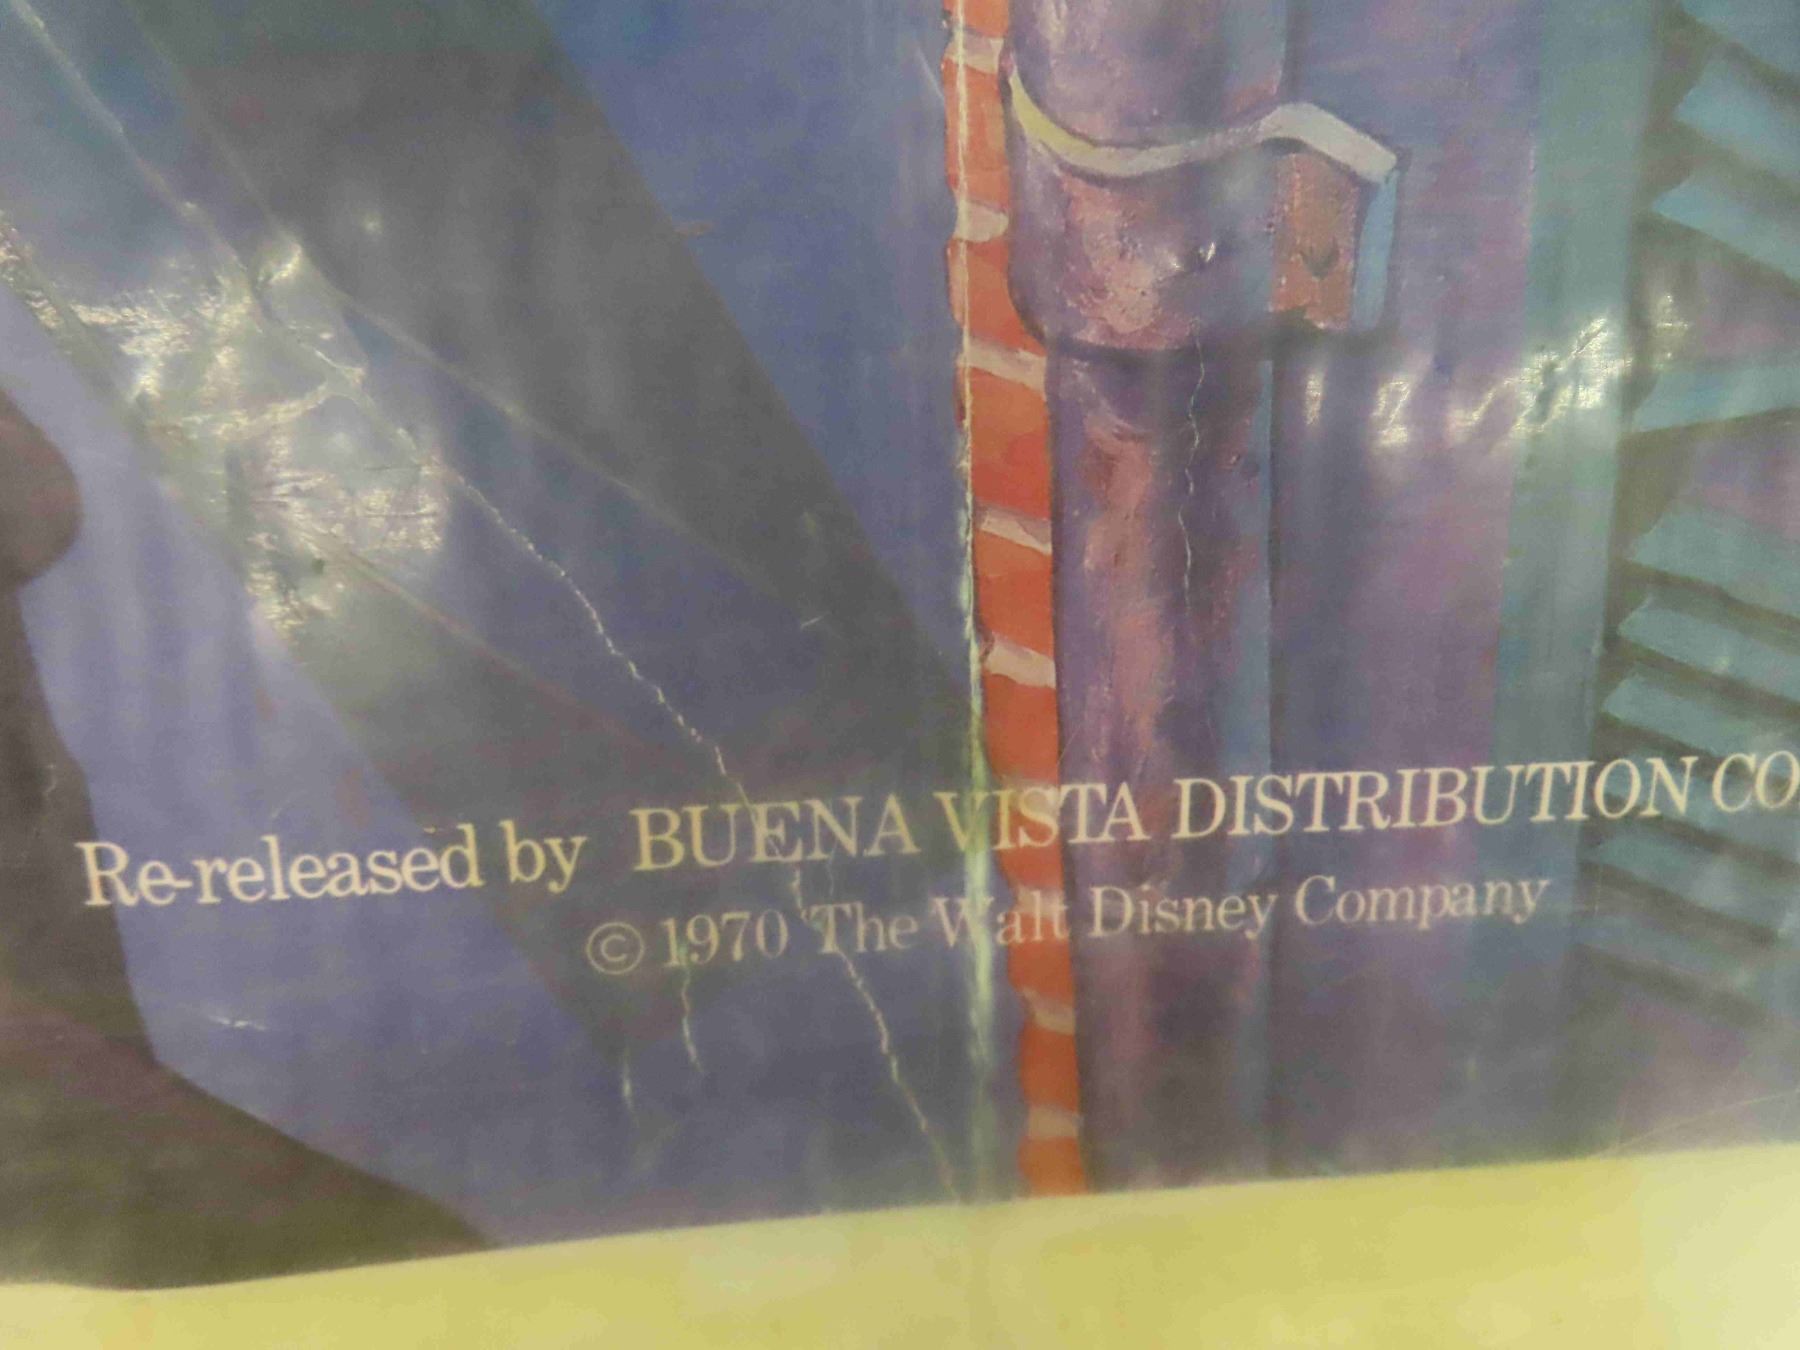 Re-released by BUENA VISTA DISTRIBUTION CO
© 1970 The Walt Disney Company